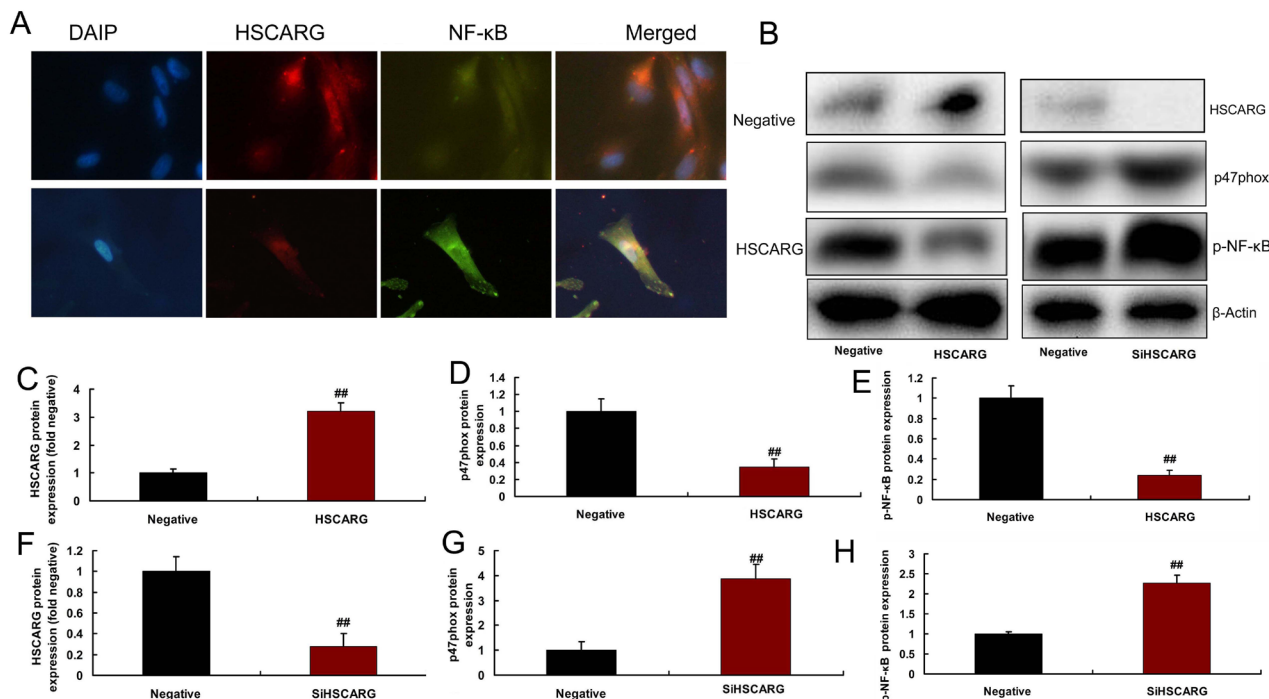 A
DAIP HSCARG NF-κB Merged
B
Negative
HSCARG
HSCARG
p47phox
p-NF-κB
β-Actin
Negative HSCARG Negative SiHSCARG
C
HSCARG protein
expression (fold negative)
4
3
2
1
0
##
Negative HSCARG
D
p47phox protein
expression
1.4
1.2
1
0.8
0.6
0.4
0.2
0
##
Negative HSCARG
E
p-NF-κB protein expression
1.2
1
0.8
0.6
0.4
0.2
0
##
Negative HSCARG
F
HSCARG protein
expression (fold negative)
1.2
1
0.8
0.6
0.4
0.2
0
##
Negative SiHSCARG
G
p47phox protein
expression
5
4
3
2
1
0
##
Negative SiHSCARG
H
p-NF-κB protein expression
3
2.5
2
1.5
1
0.5
0
##
Negative SiHSCARG